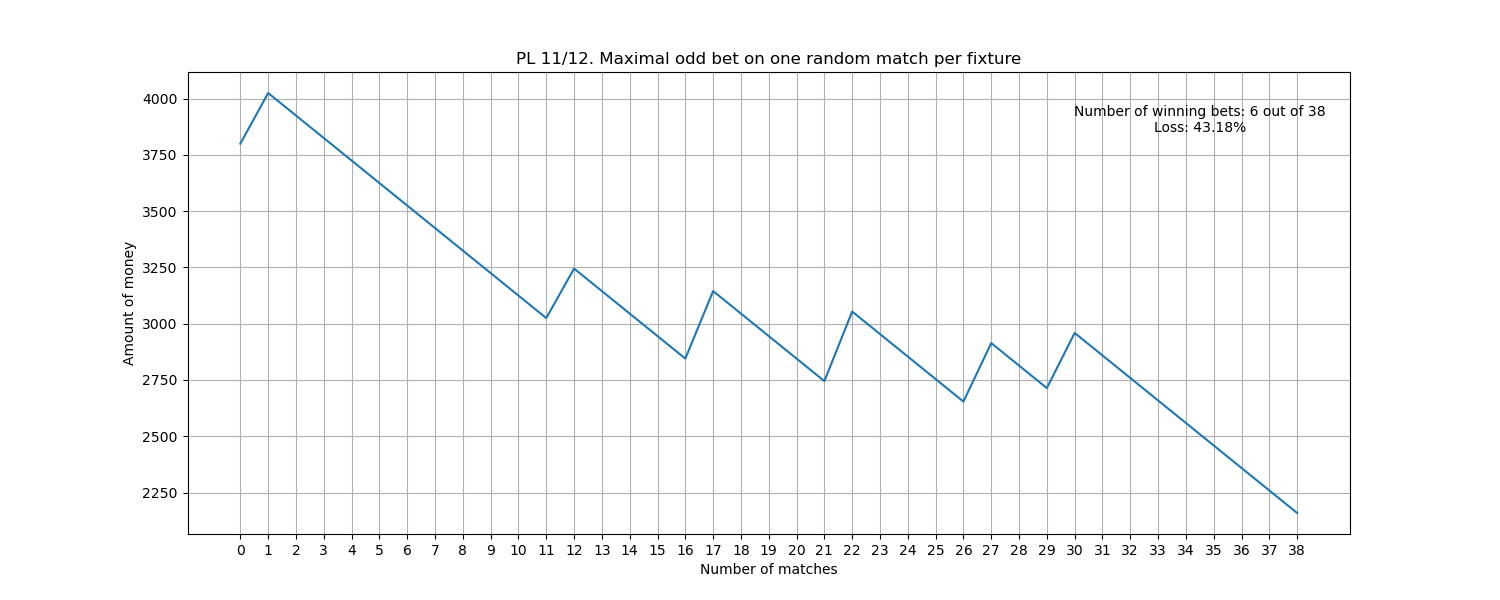 PL 11/12. Maximal odd bet on one random match per fixture
Number of winning bets: 6 out of 38
Loss: 43.18%
Amount of money
4000
3750
3500
3250
3000
2750
2500
2250
0 1 2 3 4 5 6 7 8 9 10 11 12 13 14 15 16 17 18 19 20 21 22 23 24 25 26 27 28 29 30 31 32 33 34 35 36 37 38
Number of matches